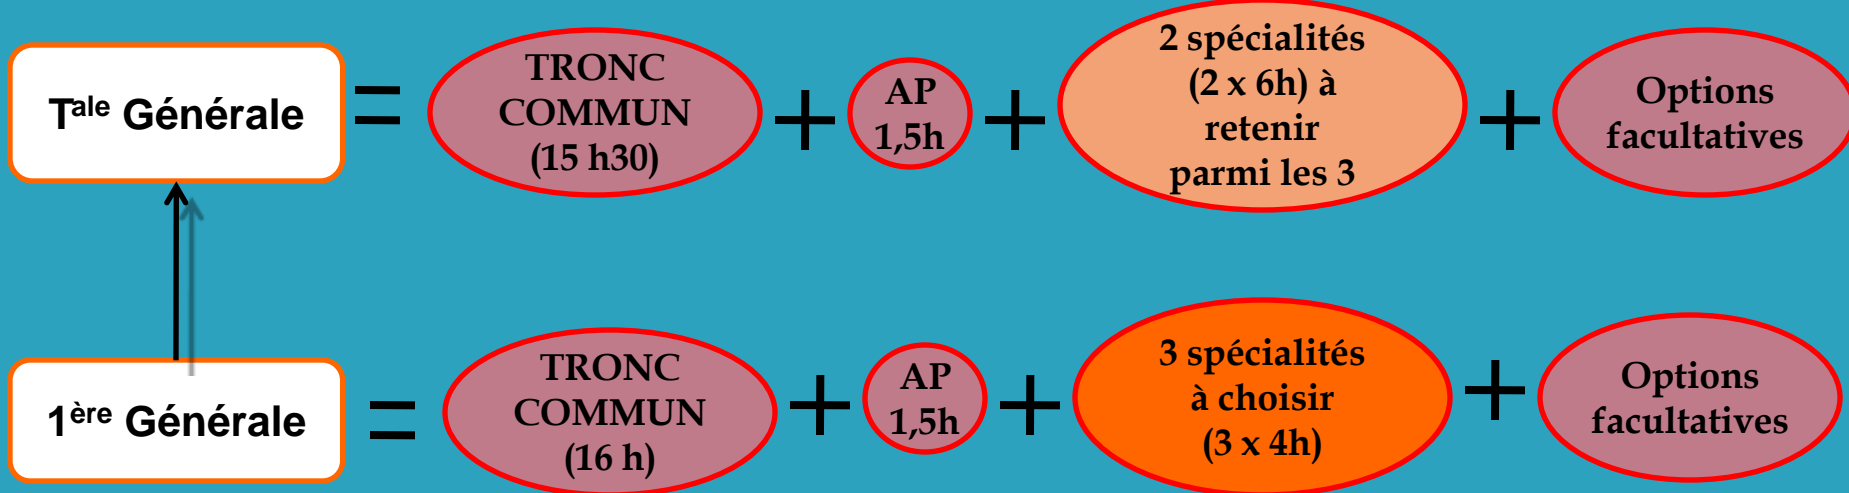 Tale Générale
=
TRONC
COMMUN
(15 h30)
+
AP
1,5h
+
2 spécialités
(2 x 6h) à
retenir
parmi les 3
+
Options
facultatives
1ère Générale
=
TRONC
COMMUN
(16 h)
+
AP
1,5h
+
3 spécialités
à choisir
(3 x 4h)
+
Options
facultatives